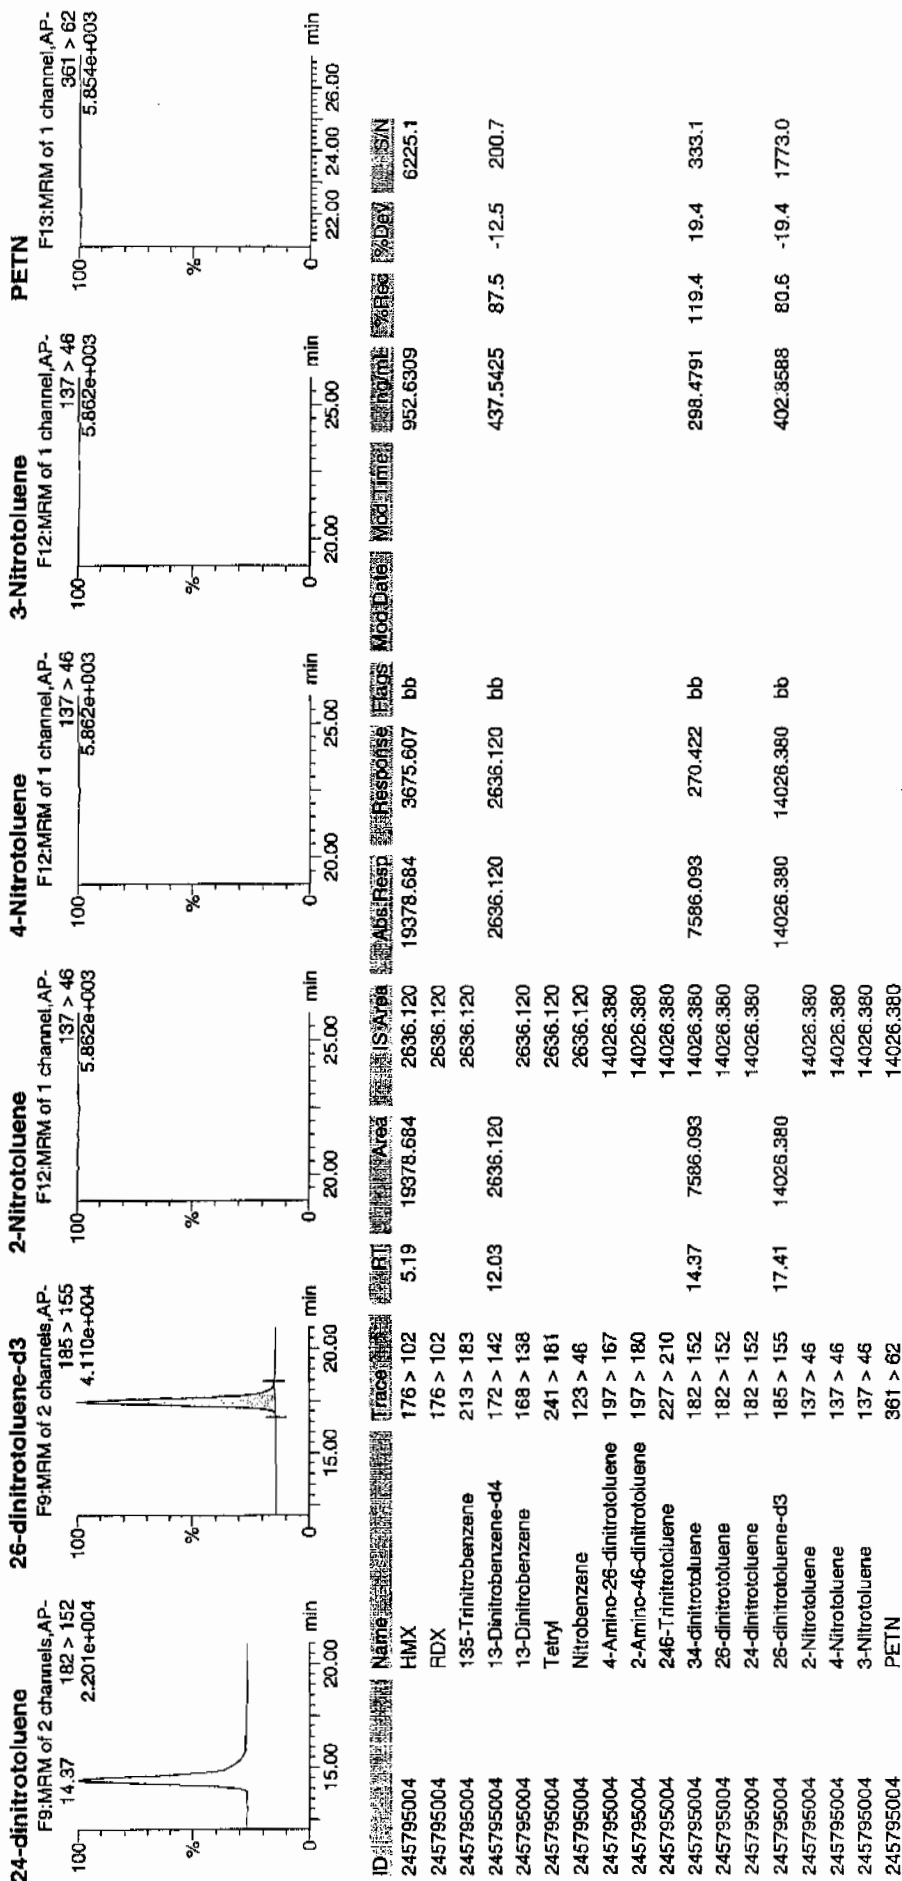 24-dinitrotoluene
F9:MRM of 2 channels,AP-
182 > 152
2.201e+004
14.37
100
%
0
15.00 20.00 min
26-dinitrotoluene-d3
F9:MRM of 2 channels,AP-
185 > 155
4.110e+004
100
%
0
15.00 20.00 min
2-Nitrotoluene
F12:MRM of 1 channel,AP-
137 > 46
5.862e+003
100
%
0
20.00 25.00 min
4-Nitrotoluene
F12:MRM of 1 channel,AP-
137 > 46
5.862e+003
100
%
0
20.00 25.00 min
3-Nitrotoluene
F12:MRM of 1 channel,AP-
137 > 46
5.862e+003
100
%
0
20.00 25.00 min
PETN
F13:MRM of 1 channel,AP-
361 > 62
5.854e+003
100
%
0
22.00 24.00 26.00 min
ID Name Trace RT Area IS Area Abs Resp Response Flags Mod Date Mod Time ng/mL %Rec %Dev S/N
245795004 HMX 176 > 102 5.19 19378.684 2636.120 19378.684 3675.607 bb 952.6309 6225.1
245795004 RDX 176 > 102 2636.120
245795004 135-Trinitrobenzene 213 > 183 2636.120
245795004 13-Dinitrobenzene-d4 172 > 142 12.03 2636.120 2636.120 2636.120 bb 437.5425 87.5 -12.5 200.7
245795004 13-Dinitrobenzene 168 > 138 2636.120
245795004 Tetryl 241 > 181 2636.120
245795004 Nitrobenzene 123 > 46 2636.120
245795004 4-Amino-26-dinitrotoluene 197 > 167 14026.380
245795004 2-Amino-46-dinitrotoluene 197 > 180 14026.380
245795004 246-Trinitrotoluene 227 > 210 14026.380
245795004 34-dinitrotoluene 182 > 152 14.37 7586.093 14026.380 7586.093 270.422 bb 298.4791 119.4 19.4 333.1
245795004 26-dinitrotoluene 182 > 152 14026.380
245795004 24-dinitrotoluene 182 > 152 14026.380
245795004 26-dinitrotoluene-d3 185 > 155 17.41 14026.380 14026.380 14026.380 bb 402.8588 80.6 -19.4 1773.0
245795004 2-Nitrotoluene 137 > 46 14026.380
245795004 4-Nitrotoluene 137 > 46 14026.380
245795004 3-Nitrotoluene 137 > 46 14026.380
245795004 PETN 361 > 62 14026.380